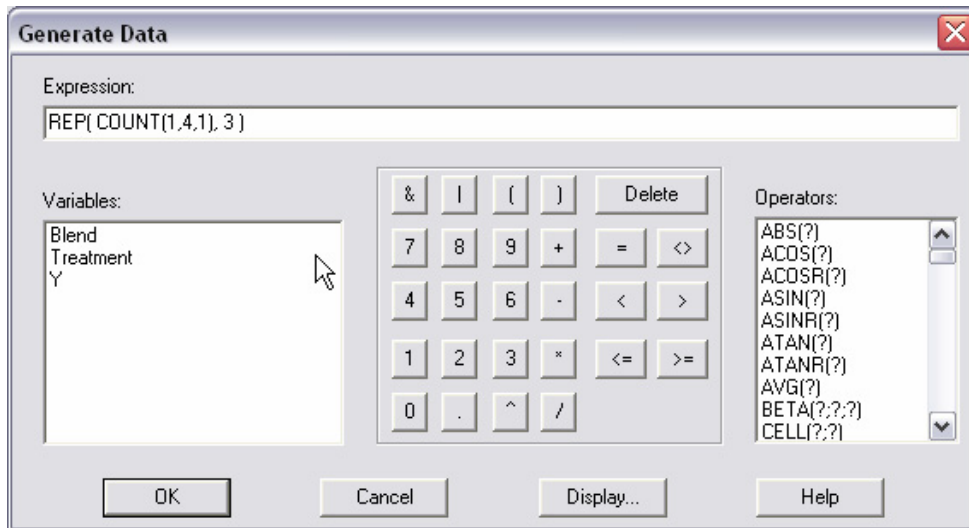 Generate Data
Expression:
REP( COUNT(1,4,1), 3 )
Variables:
Blend
Treatment
Y
& | ( ) Delete
7 8 9 + = <>
4 5 6 - < >
1 2 3 * <= >=
0 . ^ /
Operators:
ABS(?)
ACOS(?)
ACOSR(?)
ASIN(?)
ASINR(?)
ATAN(?)
ATANR(?)
AVG(?)
BETA(?;?;?)
CELL(?;?)
OK Cancel Display... Help